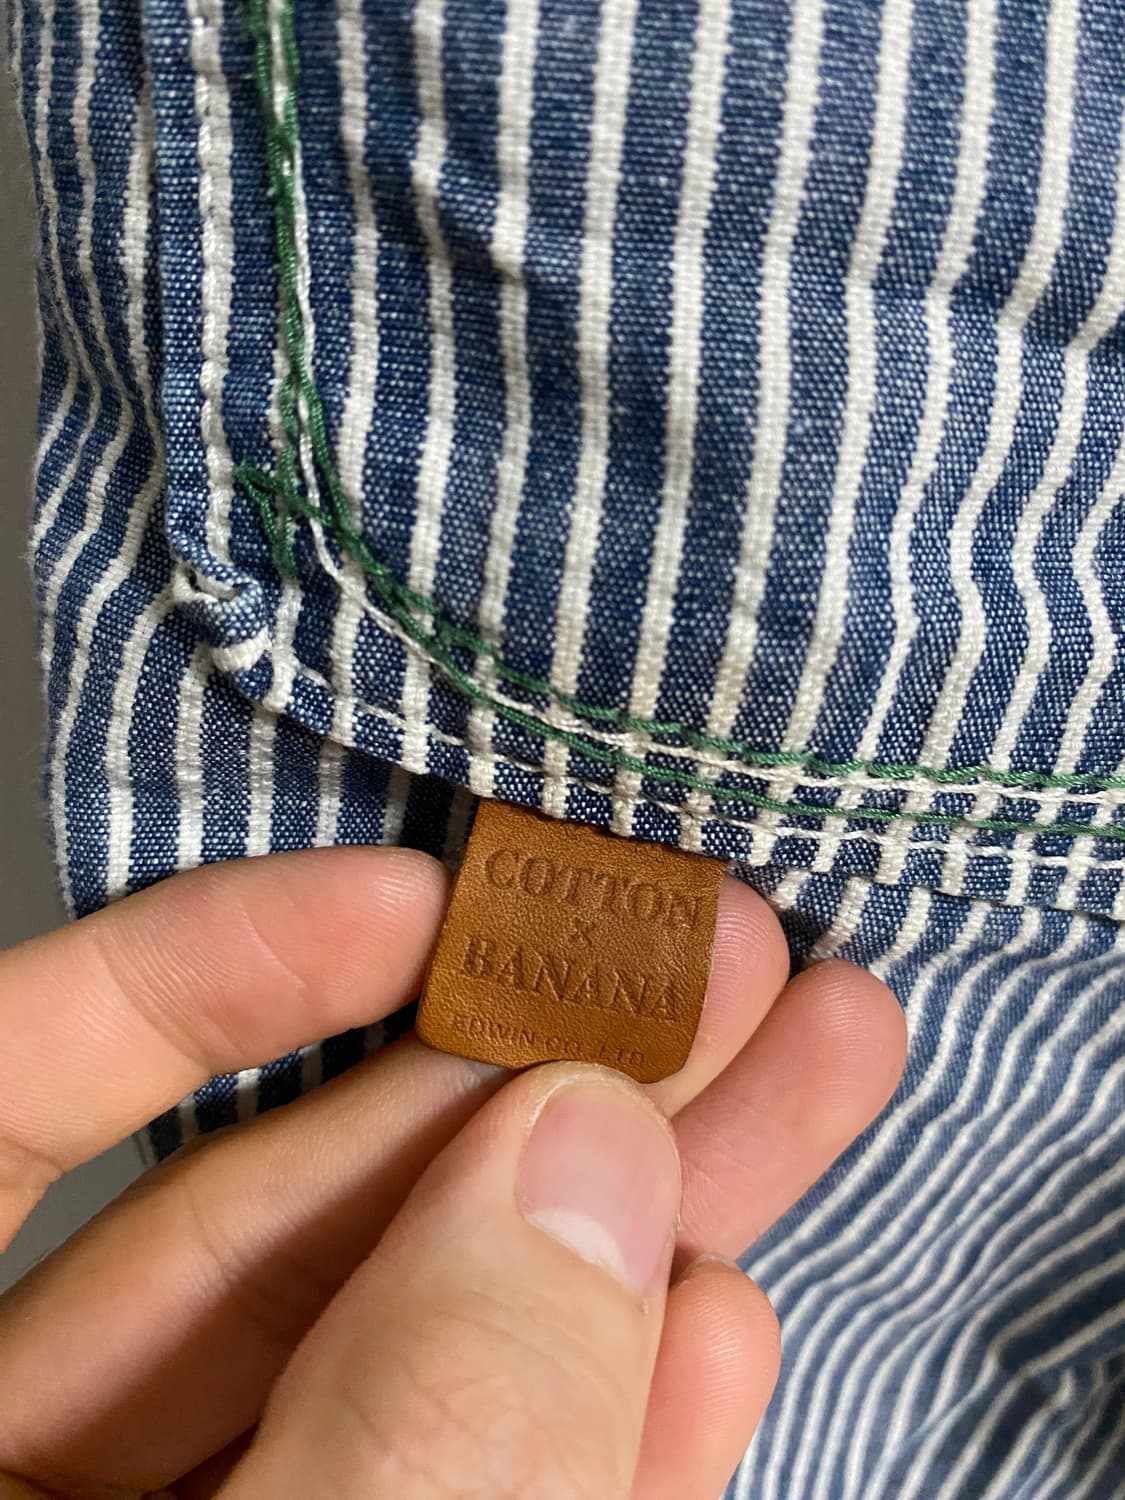 COTTON
×
BANANA
EDWIN CO. LTD.